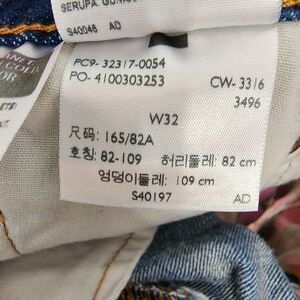 SERUPA GUNA
S40046 AD
PC9- 32317-0054
PO- 4100303253
CW- 3316
3496
W32
尺码: 165/82A
호칭: 82-109 허리둘레: 82 cm
엉덩이둘레: 109 cm
S40197 AD